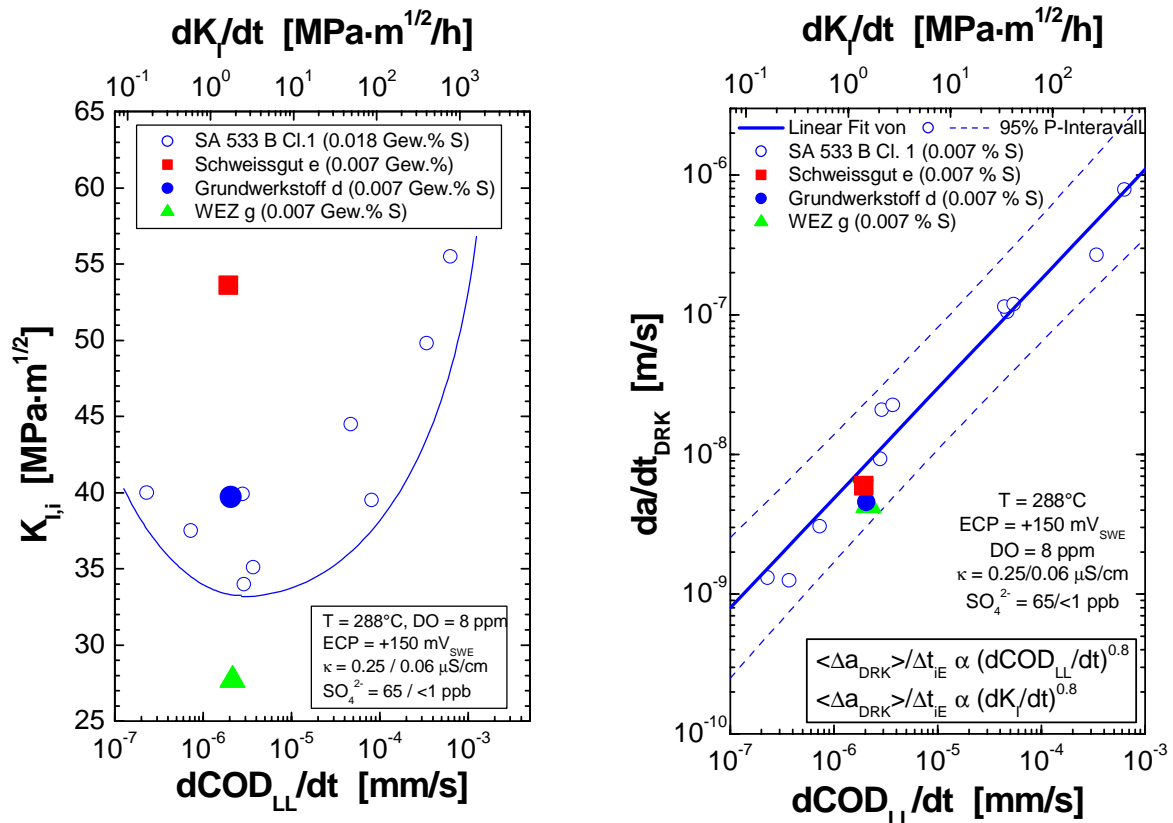 dK_I/dt [MPa·m^1/2/h]
10^-1 10^0 10^1 10^2 10^3
65
60
55
50
45
40
35
30
25
K_I,i [MPa·m^1/2]
SA 533 B Cl.1 (0.018 Gew.% S)
Schweissgut e (0.007 Gew.%)
Grundwerkstoff d (0.007 Gew.% S)
WEZ g (0.007 Gew.% S)
T = 288°C, DO = 8 ppm
ECP = +150 mV_SWE
κ = 0.25 / 0.06 μS/cm
SO_4^2- = 65 / <1 ppb
10^-7 10^-6 10^-5 10^-4 10^-3
dCOD_LL/dt [mm/s]
dK_I/dt [MPa·m^1/2/h]
10^-1 10^0 10^1 10^2
Linear Fit von 95% P-Interavall
SA 533 B Cl. 1 (0.007 % S)
Schweissgut e (0.007 % S)
Grundwerkstoff d (0.007 % S)
WEZ g (0.007 % S)
10^-6
10^-7
10^-8
10^-9
10^-10
da/dt_DRK [m/s]
T = 288°C
ECP = +150 mV_SWE
DO = 8 ppm
κ = 0.25/0.06 μS/cm
SO_4^2- = 65/<1 ppb
<Δa_DRK>/Δt_iE α (dCOD_LL/dt)^0.8
<Δa_DRK>/Δt_iE α (dK_I/dt)^0.8
10^-7 10^-6 10^-5 10^-4 10^-3
dCOD_LL/dt [mm/s]